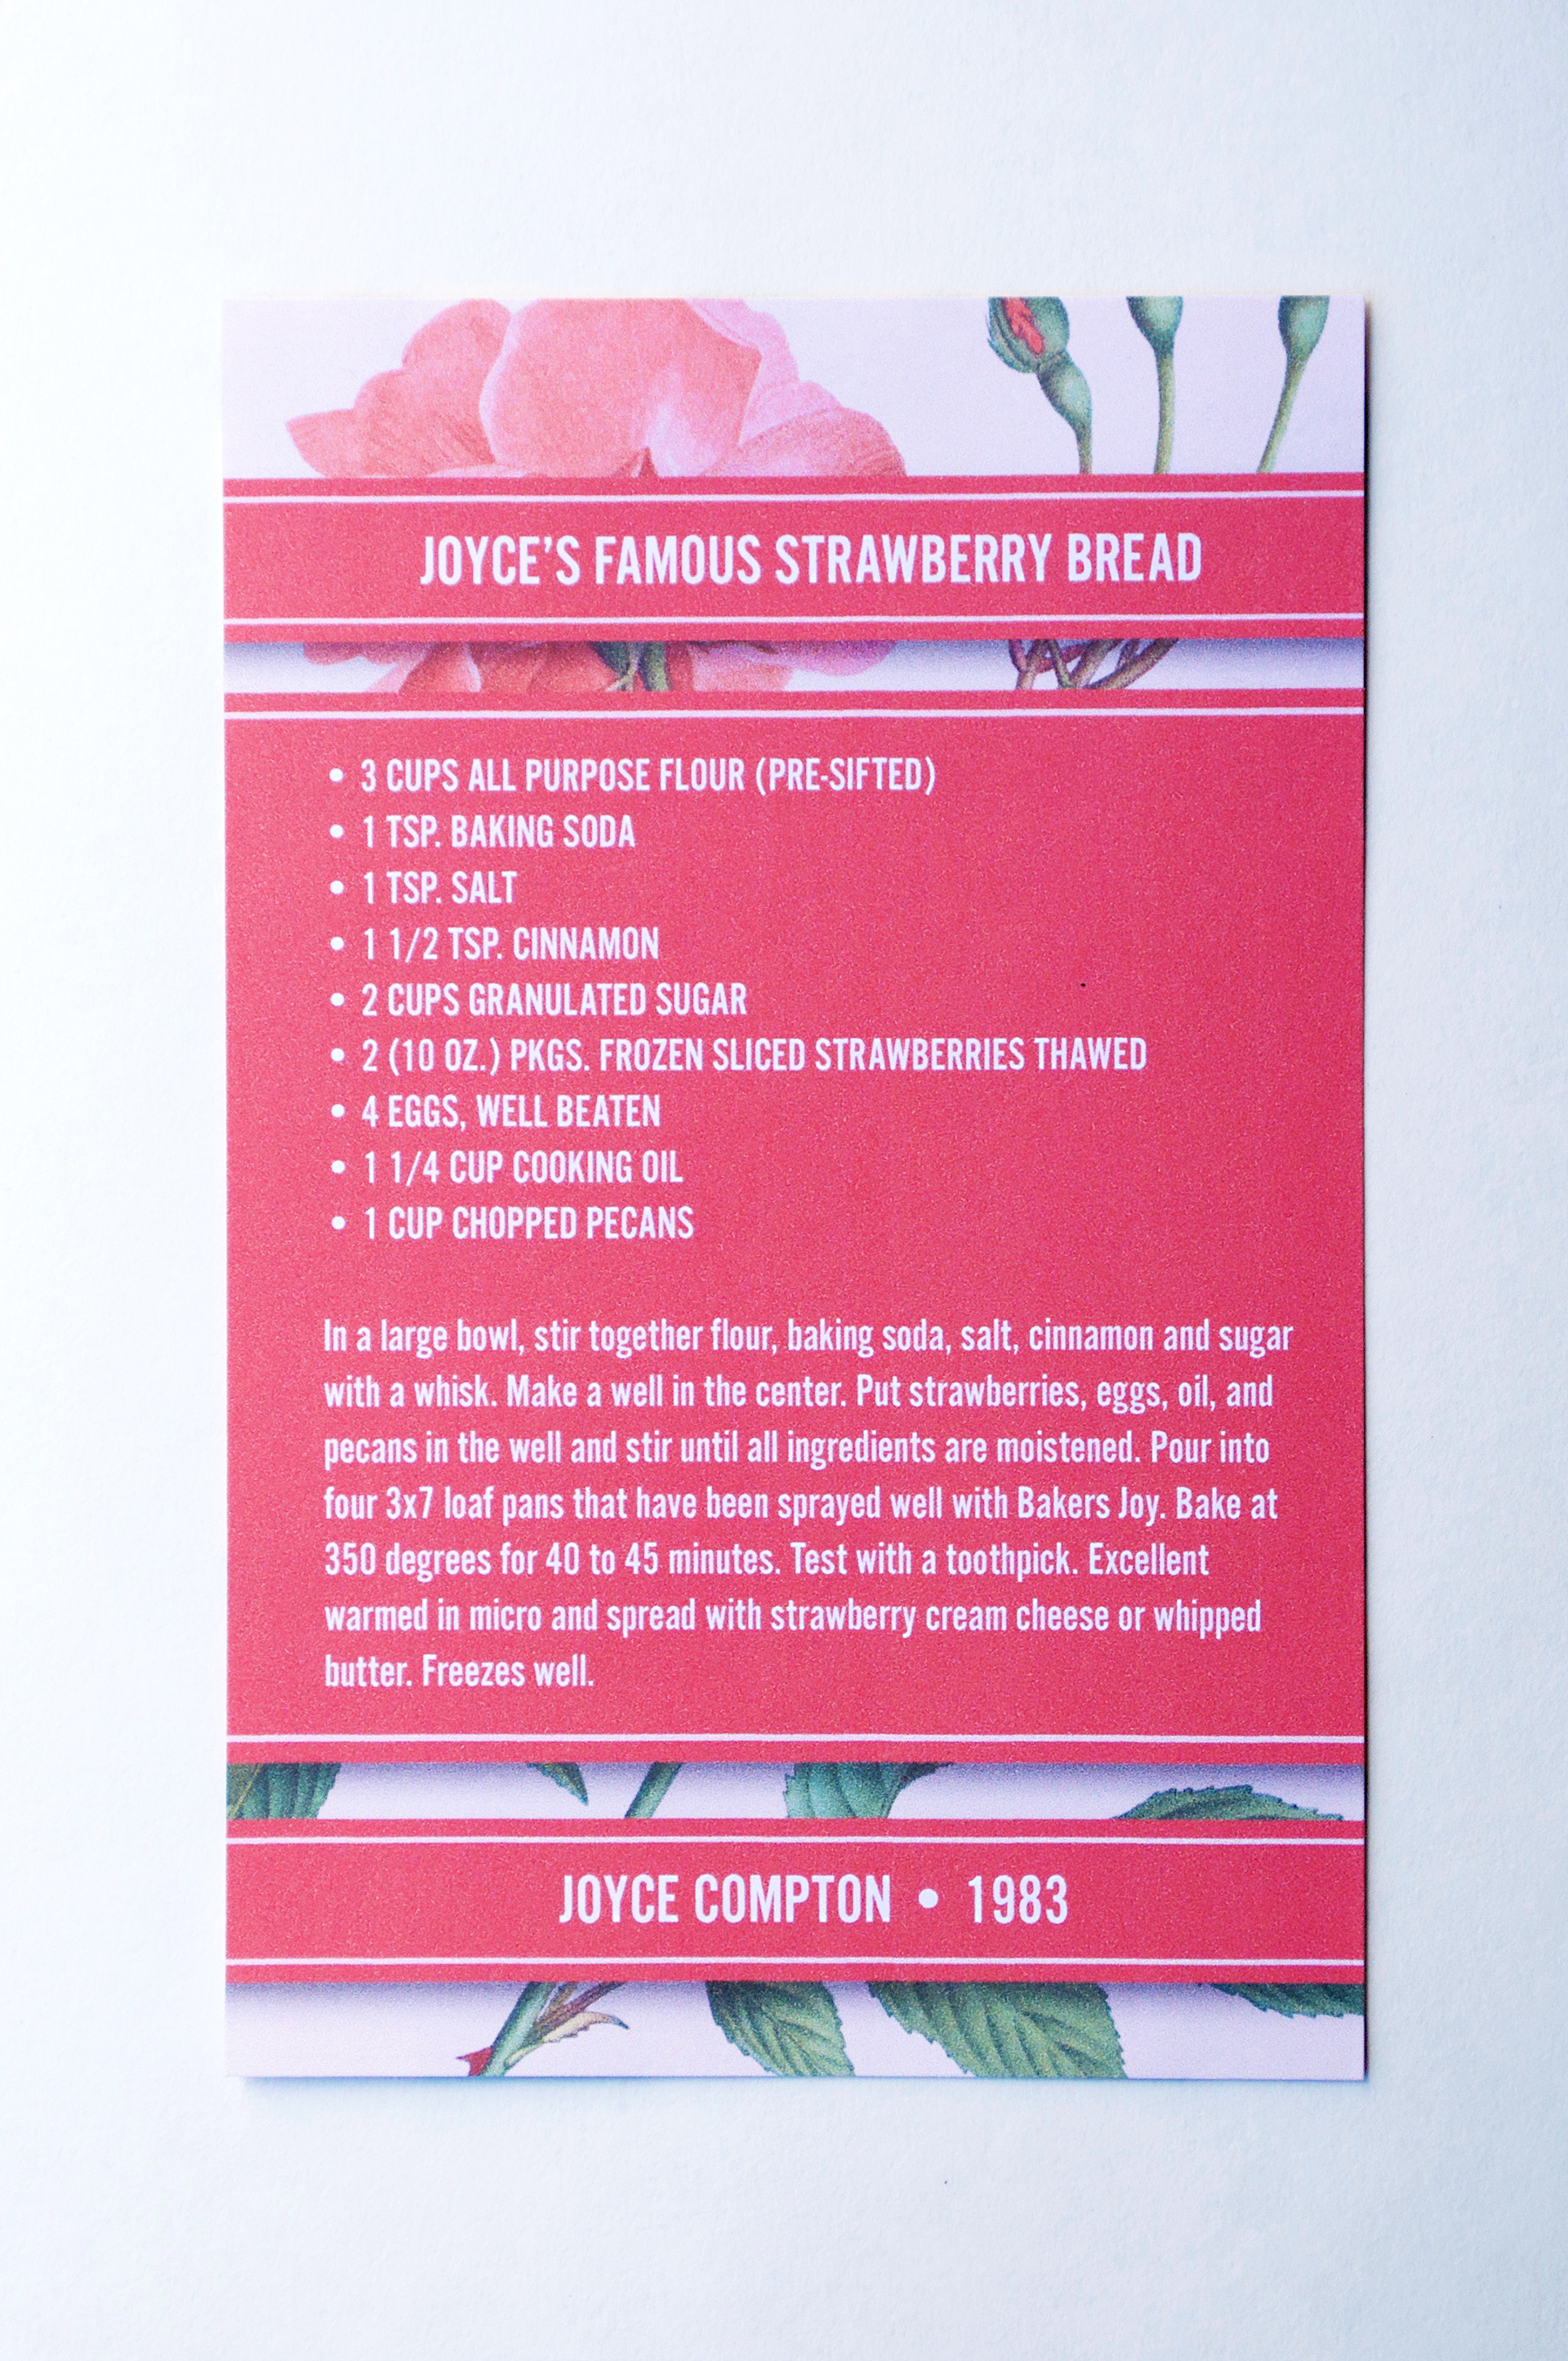 JOYCE'S FAMOUS STRAWBERRY BREAD
• 3 CUPS ALL PURPOSE FLOUR (PRE-SIFTED)
• 1 TSP. BAKING SODA
• 1 TSP. SALT
• 1 1/2 TSP. CINNAMON
• 2 CUPS GRANULATED SUGAR
• 2 (10 OZ.) PKGS. FROZEN SLICED STRAWBERRIES THAWED
• 4 EGGS, WELL BEATEN
• 1 1/4 CUP COOKING OIL
• 1 CUP CHOPPED PECANS
In a large bowl, stir together flour, baking soda, salt, cinnamon and sugar
with a whisk. Make a well in the center. Put strawberries, eggs, oil, and
pecans in the well and stir until all ingredients are moistened. Pour into
four 3x7 loaf pans that have been sprayed well with Bakers Joy. Bake at
350 degrees for 40 to 45 minutes. Test with a toothpick. Excellent
warmed in micro and spread with strawberry cream cheese or whipped
butter. Freezes well.
JOYCE COMPTON • 1983